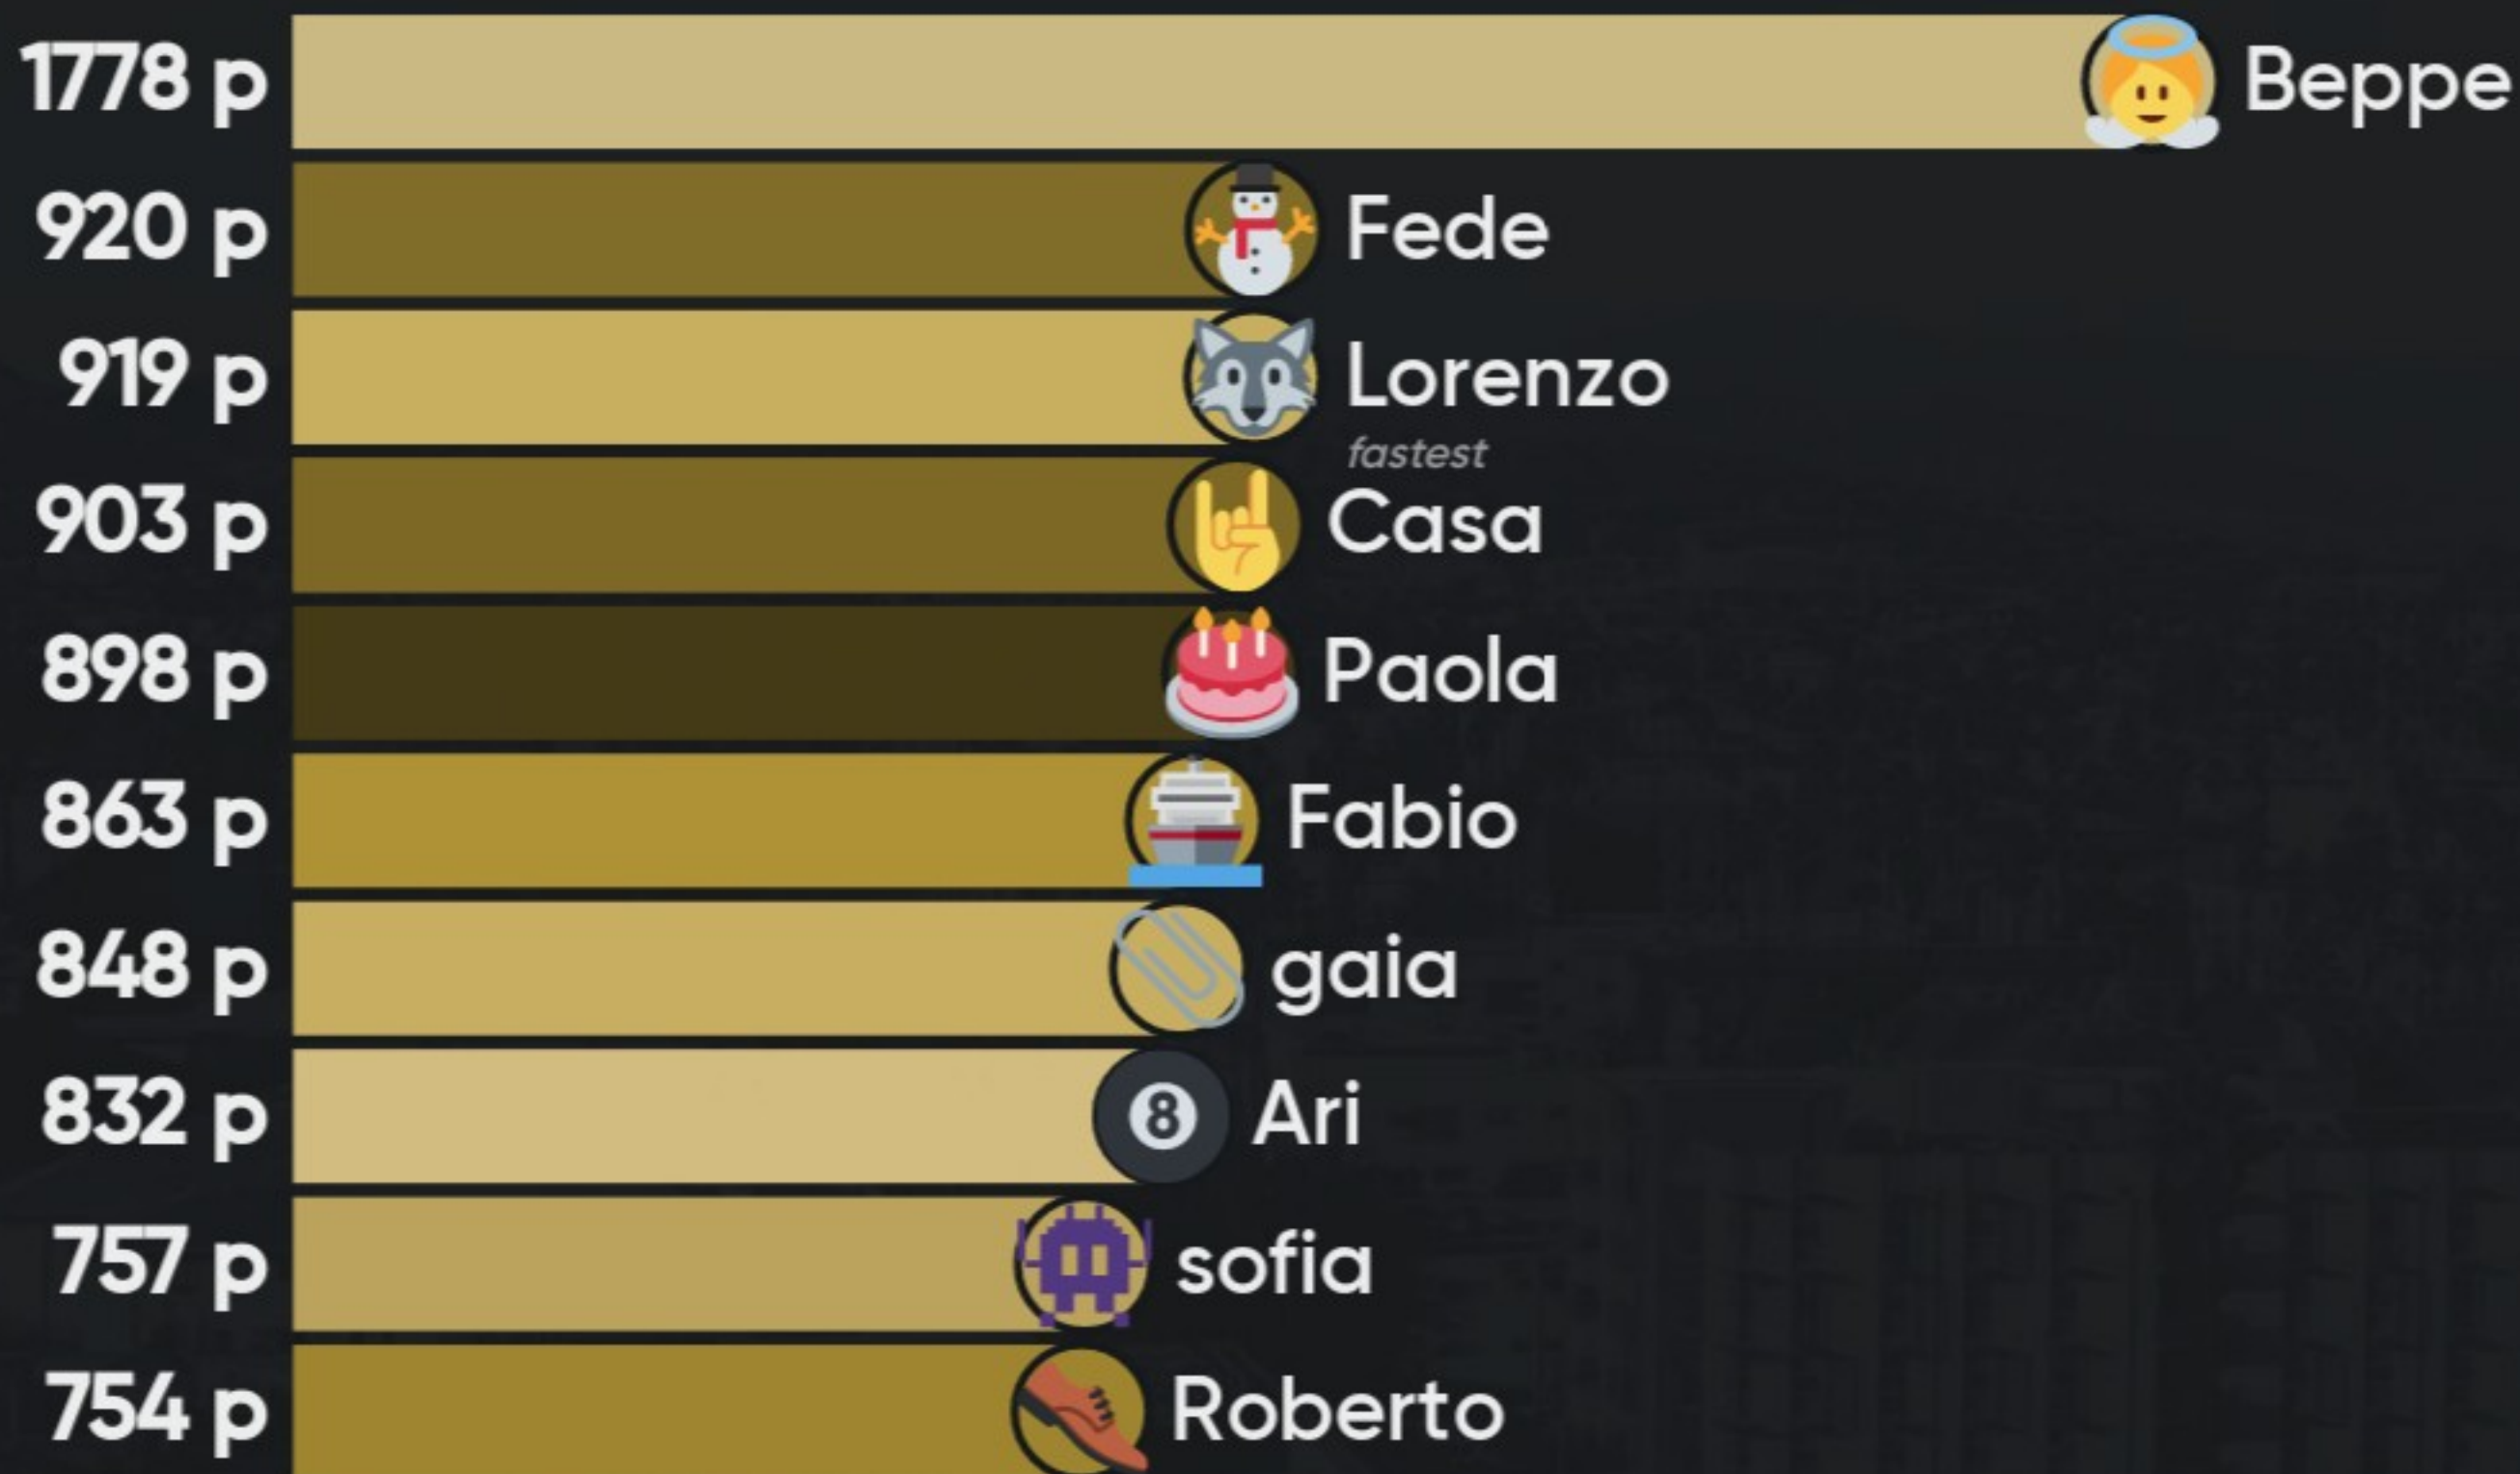 1778 p Beppe
920 p Fede
919 p Lorenzo
fastest
903 p Casa
898 p Paola
863 p Fabio
848 p gaia
832 p 8 Ari
757 p sofia
754 p Roberto